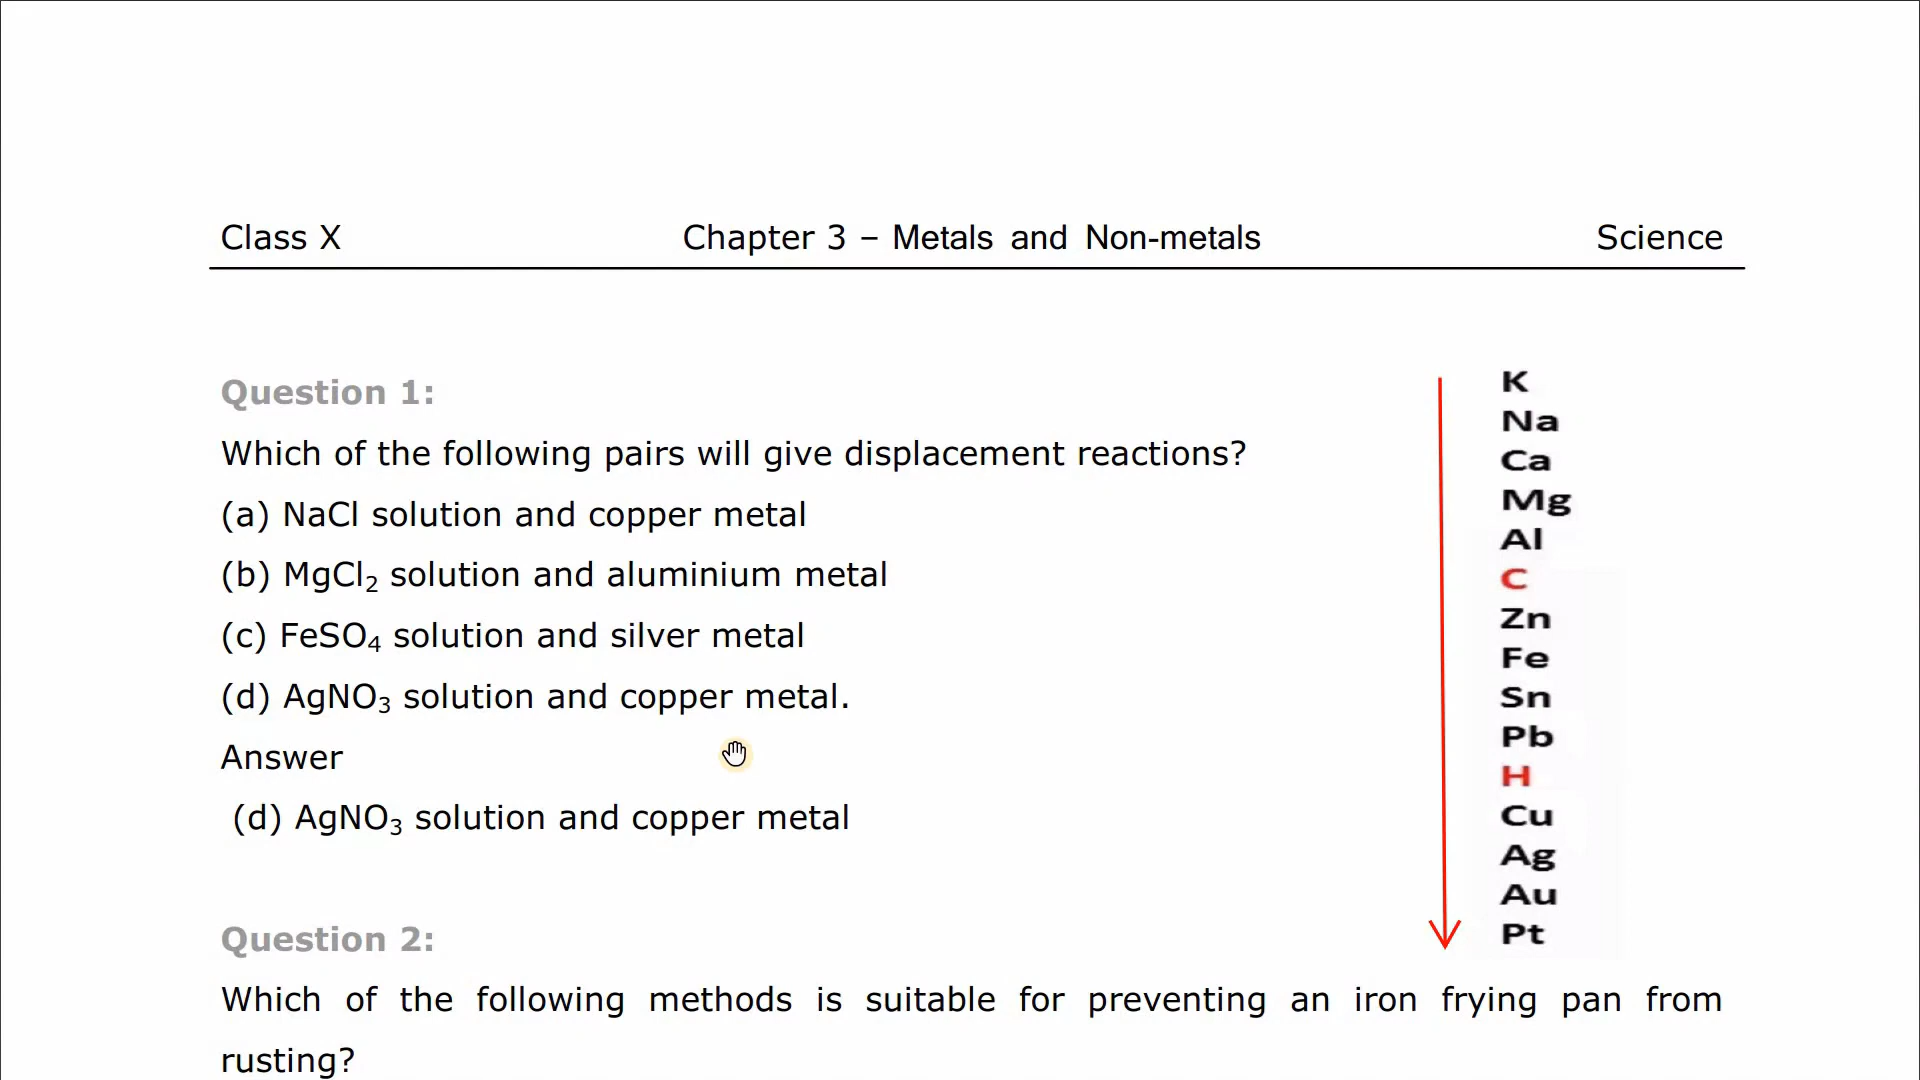 Class X Chapter 3 – Metals and Non-metals Science
Question 1:
Which of the following pairs will give displacement reactions?
(a) NaCl solution and copper metal
(b) MgCl₂ solution and aluminium metal
(c) FeSO₄ solution and silver metal
(d) AgNO₃ solution and copper metal.
Answer
(d) AgNO₃ solution and copper metal
K
Na
Ca
Mg
Al
C
Zn
Fe
Sn
Pb
H
Cu
Ag
Au
Pt
Question 2:
Which of the following methods is suitable for preventing an iron frying pan from
rusting?